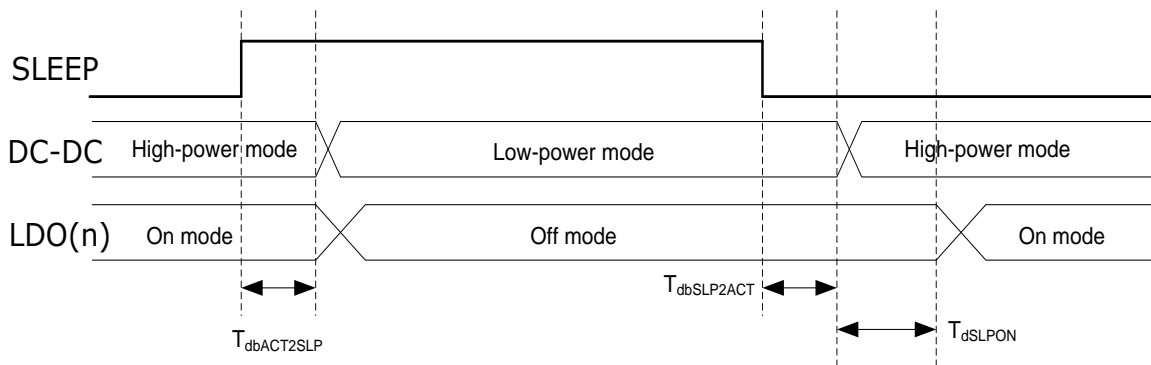 SLEEP
DC-DC
High-power mode
Low-power mode
High-power mode
LDO(n)
On mode
Off mode
On mode
TdbACT2SLP
TdbSLP2ACT
TdSLPON